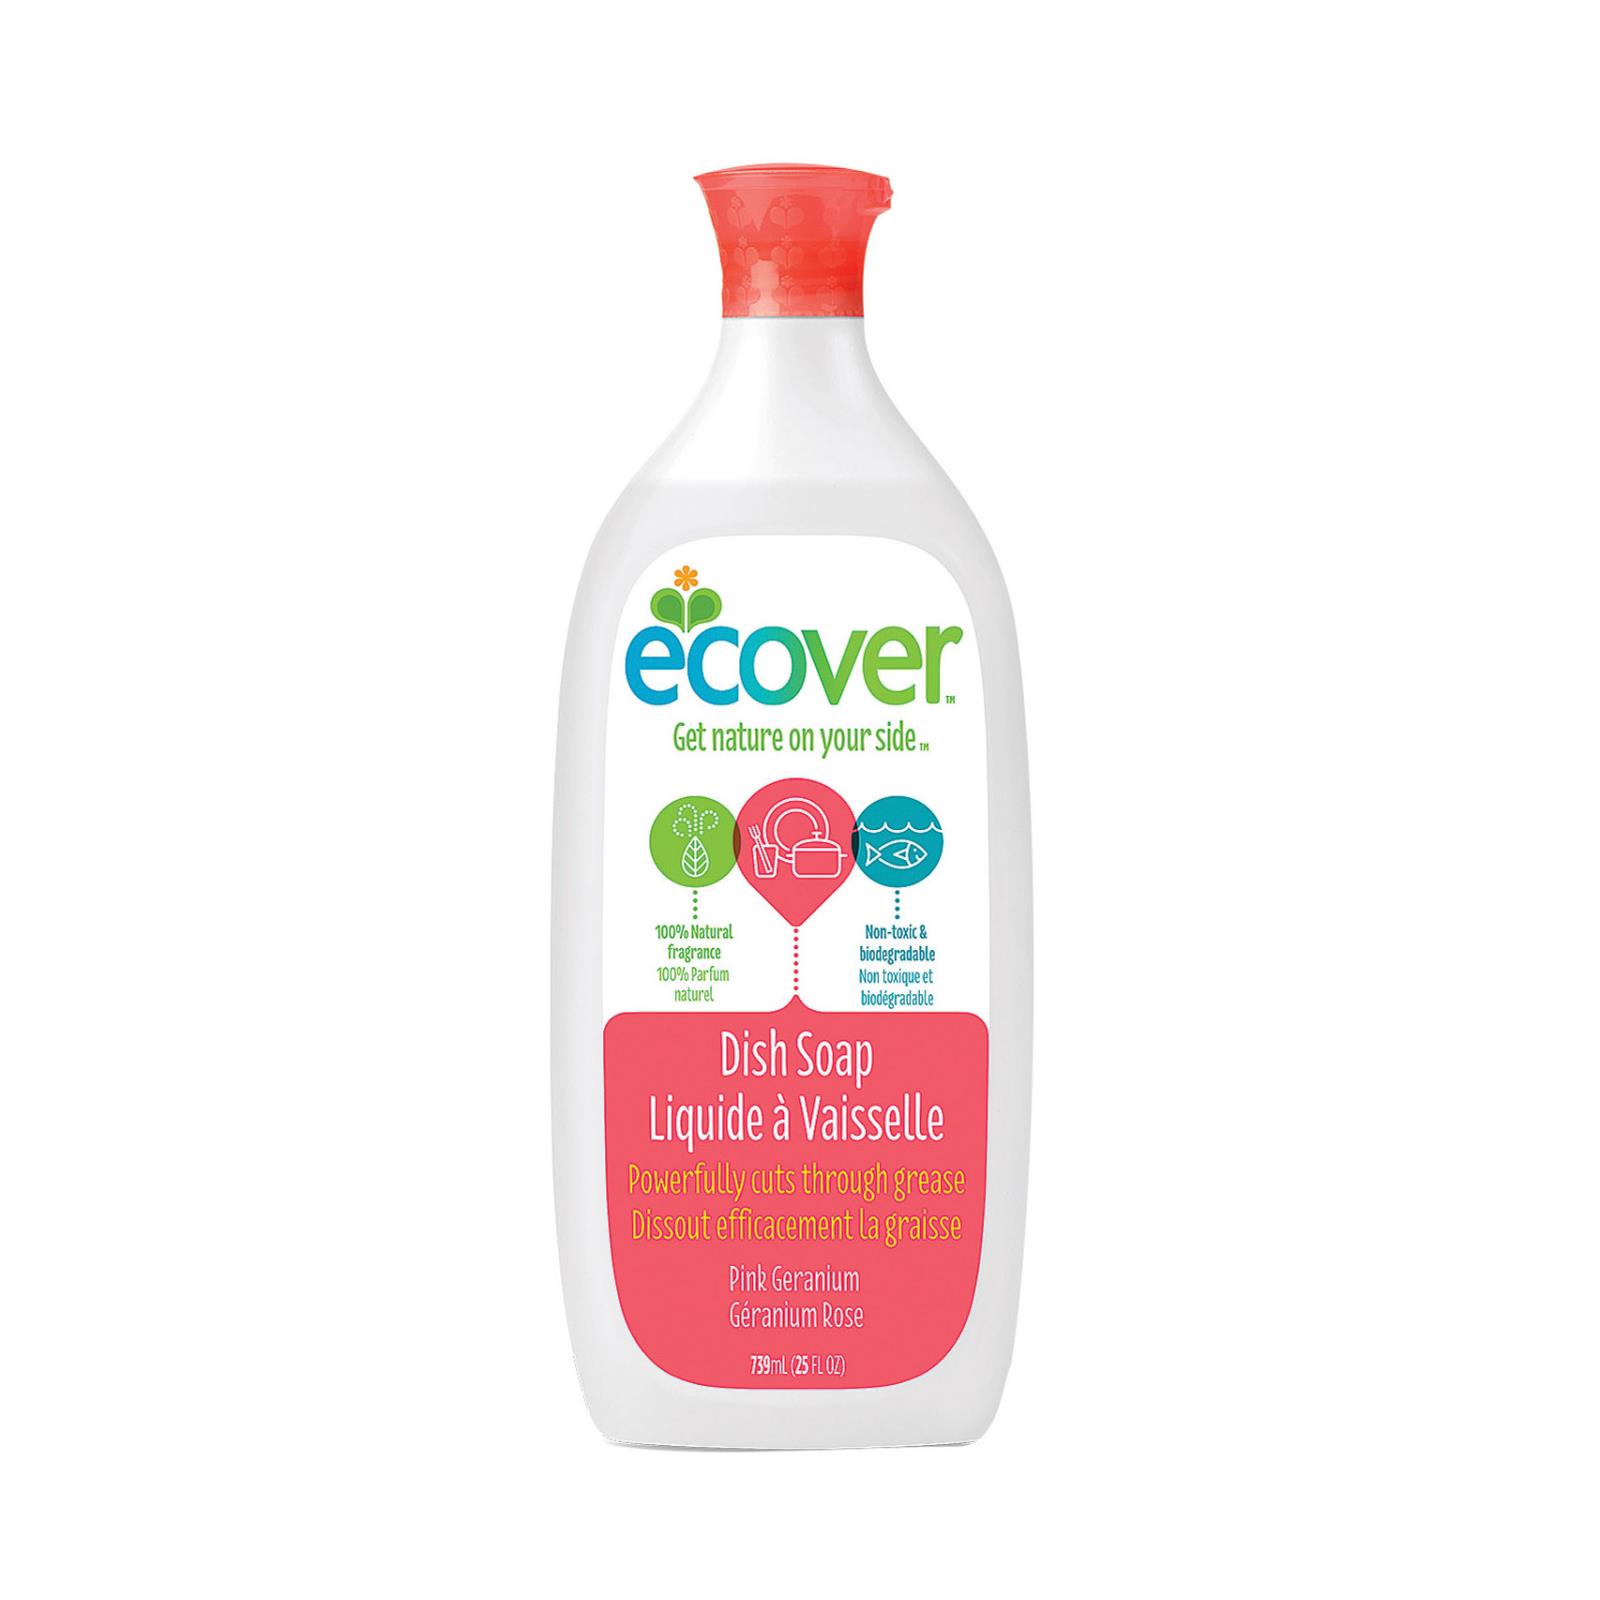 ecover™
Get nature on your side™
100% Natural
fragrance
100% Parfum
naturel
Non-toxic &
biodegradable
Non toxique et
biodégradable
Dish Soap
Liquide à Vaisselle
Powerfully cuts through grease
Dissout efficacement la graisse
Pink Geranium
Géranium Rose
739mL (25 FL OZ)